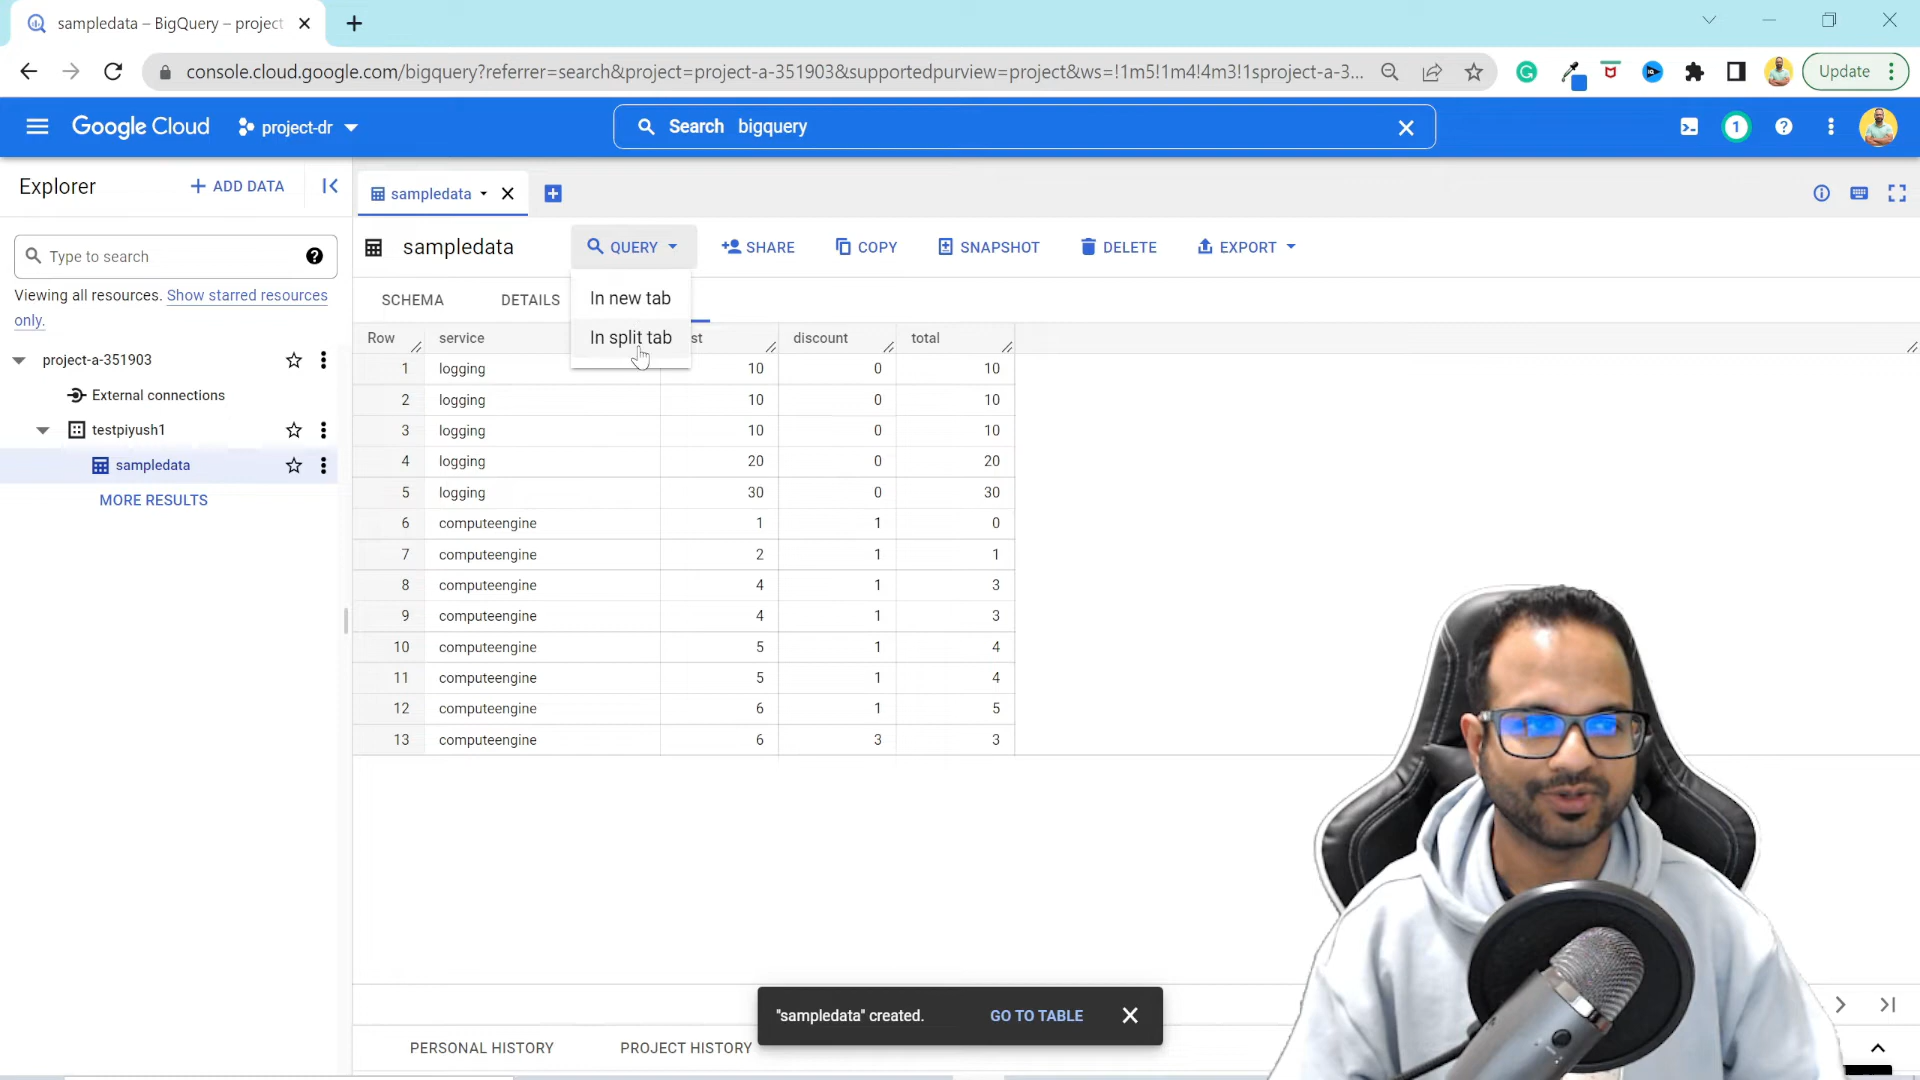 sampledata – BigQuery – project
console.cloud.google.com/bigquery?referrer=search&project=project-a-351903&supportedpurview=project&ws=!1m5!1m4!4m3!1sproject-a-3...
Update
Google Cloud
project-dr
Search bigquery
1
Explorer
+ ADD DATA
sampledata
Type to search
Viewing all resources. Show starred resources
only.
project-a-351903
External connections
testpiyush1
sampledata
MORE RESULTS
sampledata
QUERY
SHARE
COPY
SNAPSHOT
DELETE
EXPORT
In new tab
In split tab
SCHEMA DETAILS
Row service st discount total
1 logging 10 0 10
2 logging 10 0 10
3 logging 10 0 10
4 logging 20 0 20
5 logging 30 0 30
6 computeengine 1 1 0
7 computeengine 2 1 1
8 computeengine 4 1 3
9 computeengine 4 1 3
10 computeengine 5 1 4
11 computeengine 5 1 4
12 computeengine 6 1 5
13 computeengine 6 3 3
"sampledata" created. GO TO TABLE
PERSONAL HISTORY PROJECT HISTORY